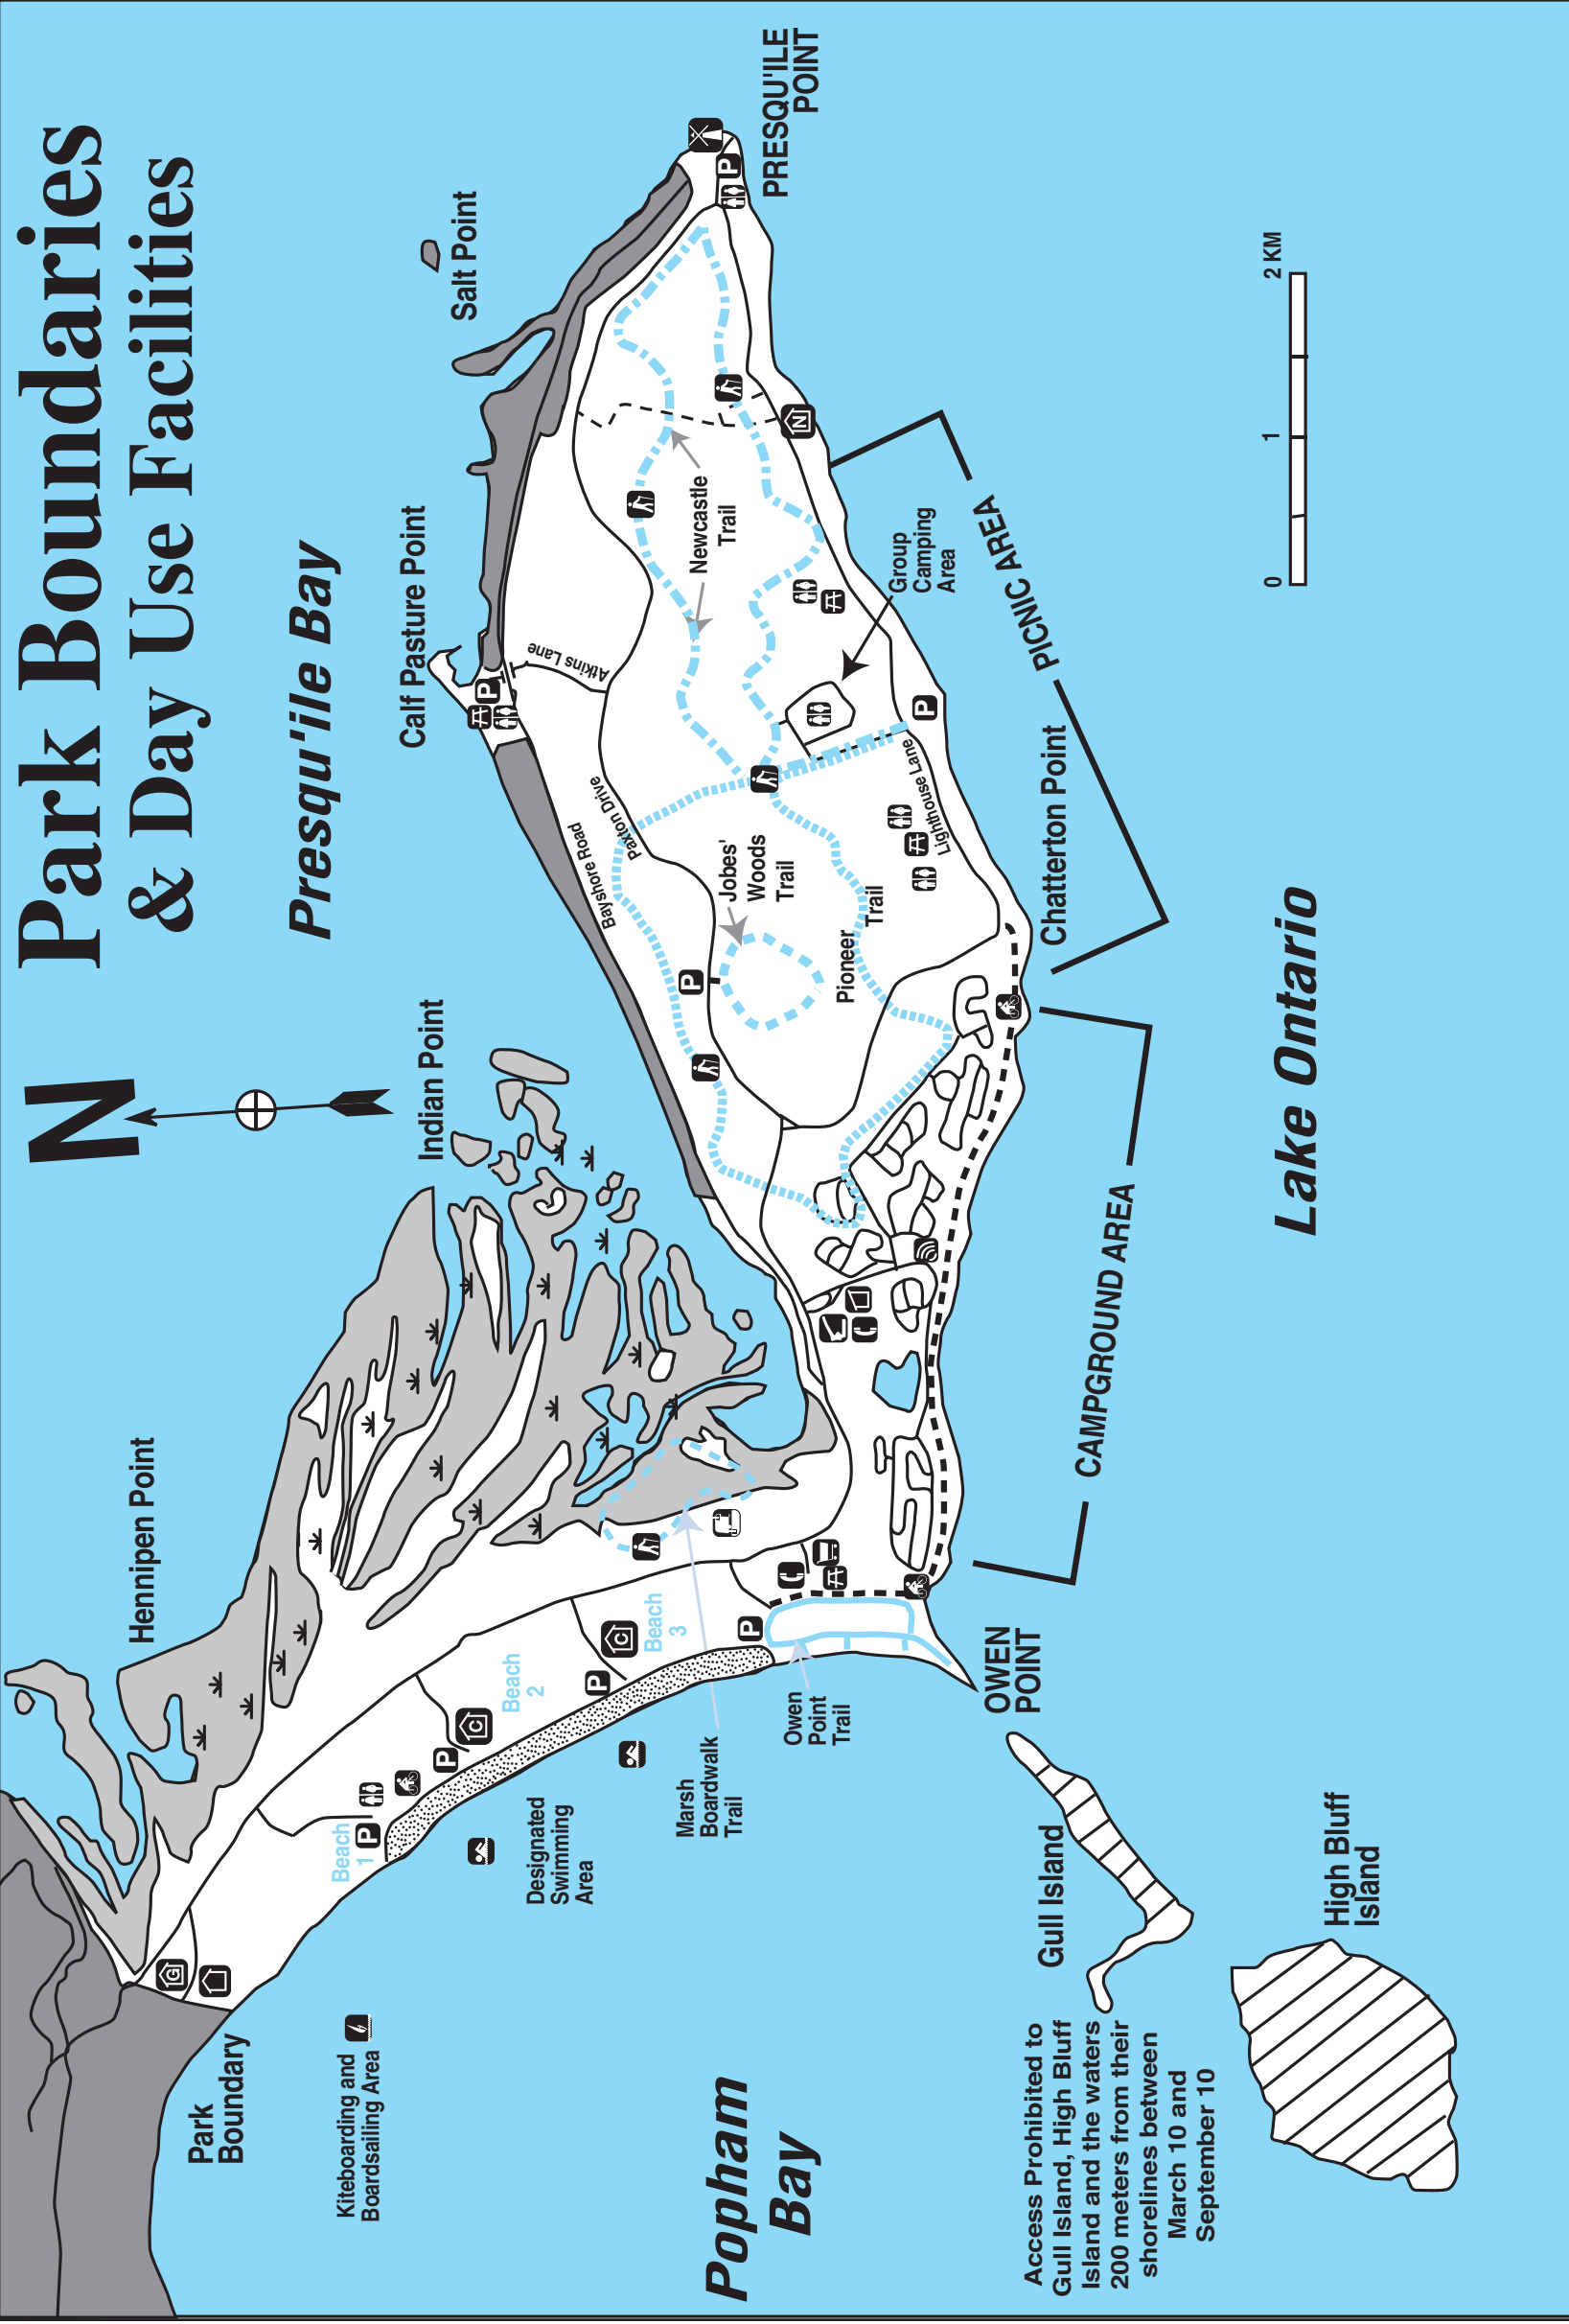 Park Boundaries
& Day Use Facilities
N
Presqu'ile Bay
Hennipen Point
Indian Point
Calf Pasture Point
Salt Point
PRESQU'ILE
POINT
Park
Boundary
G
Kiteboarding and
Boardsailing Area
Beach
1
P
P
C
Beach
2
P
C
Beach
3
P
Designated
Swimming
Area
Marsh
Boardwalk
Trail
Owen
Point
Trail
OWEN
POINT
Bayshore Road
Paxton Drive
Atkins Lane
P
P
Jobes'
Woods
Trail
Pioneer
Trail
Newcastle
Trail
Group
Camping
Area
Lighthouse Lane
P
N
P
Chatterton Point
PICNIC AREA
CAMPGROUND AREA
Popham
Bay
Gull Island
High Bluff
Island
Access Prohibited to
Gull Island, High Bluff
Island and the waters
200 meters from their
shorelines between
March 10 and
September 10
Lake Ontario
0
1
2 KM